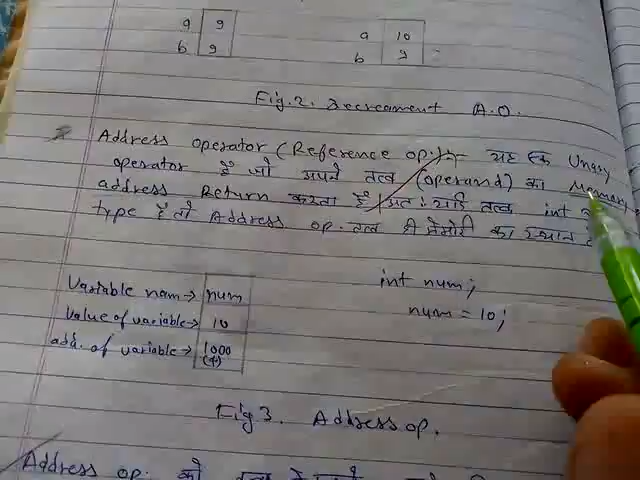 a 9
b 9
a 10
b 9
Fig. 2. Decreament A.O.
Address operator (Reference op.):- यह एक Unary
operator है जो अपने तत्व (operand) का Memory
address Return करता है अतः यदि तत्व int
type है तो Address op. तत्व की मेमोरी का स्थान
Variable nam→ num
Value of variable→ 10
add. of variable→ 1000
int num;
num = 10;
Fig 3. Address op.
Address op. को